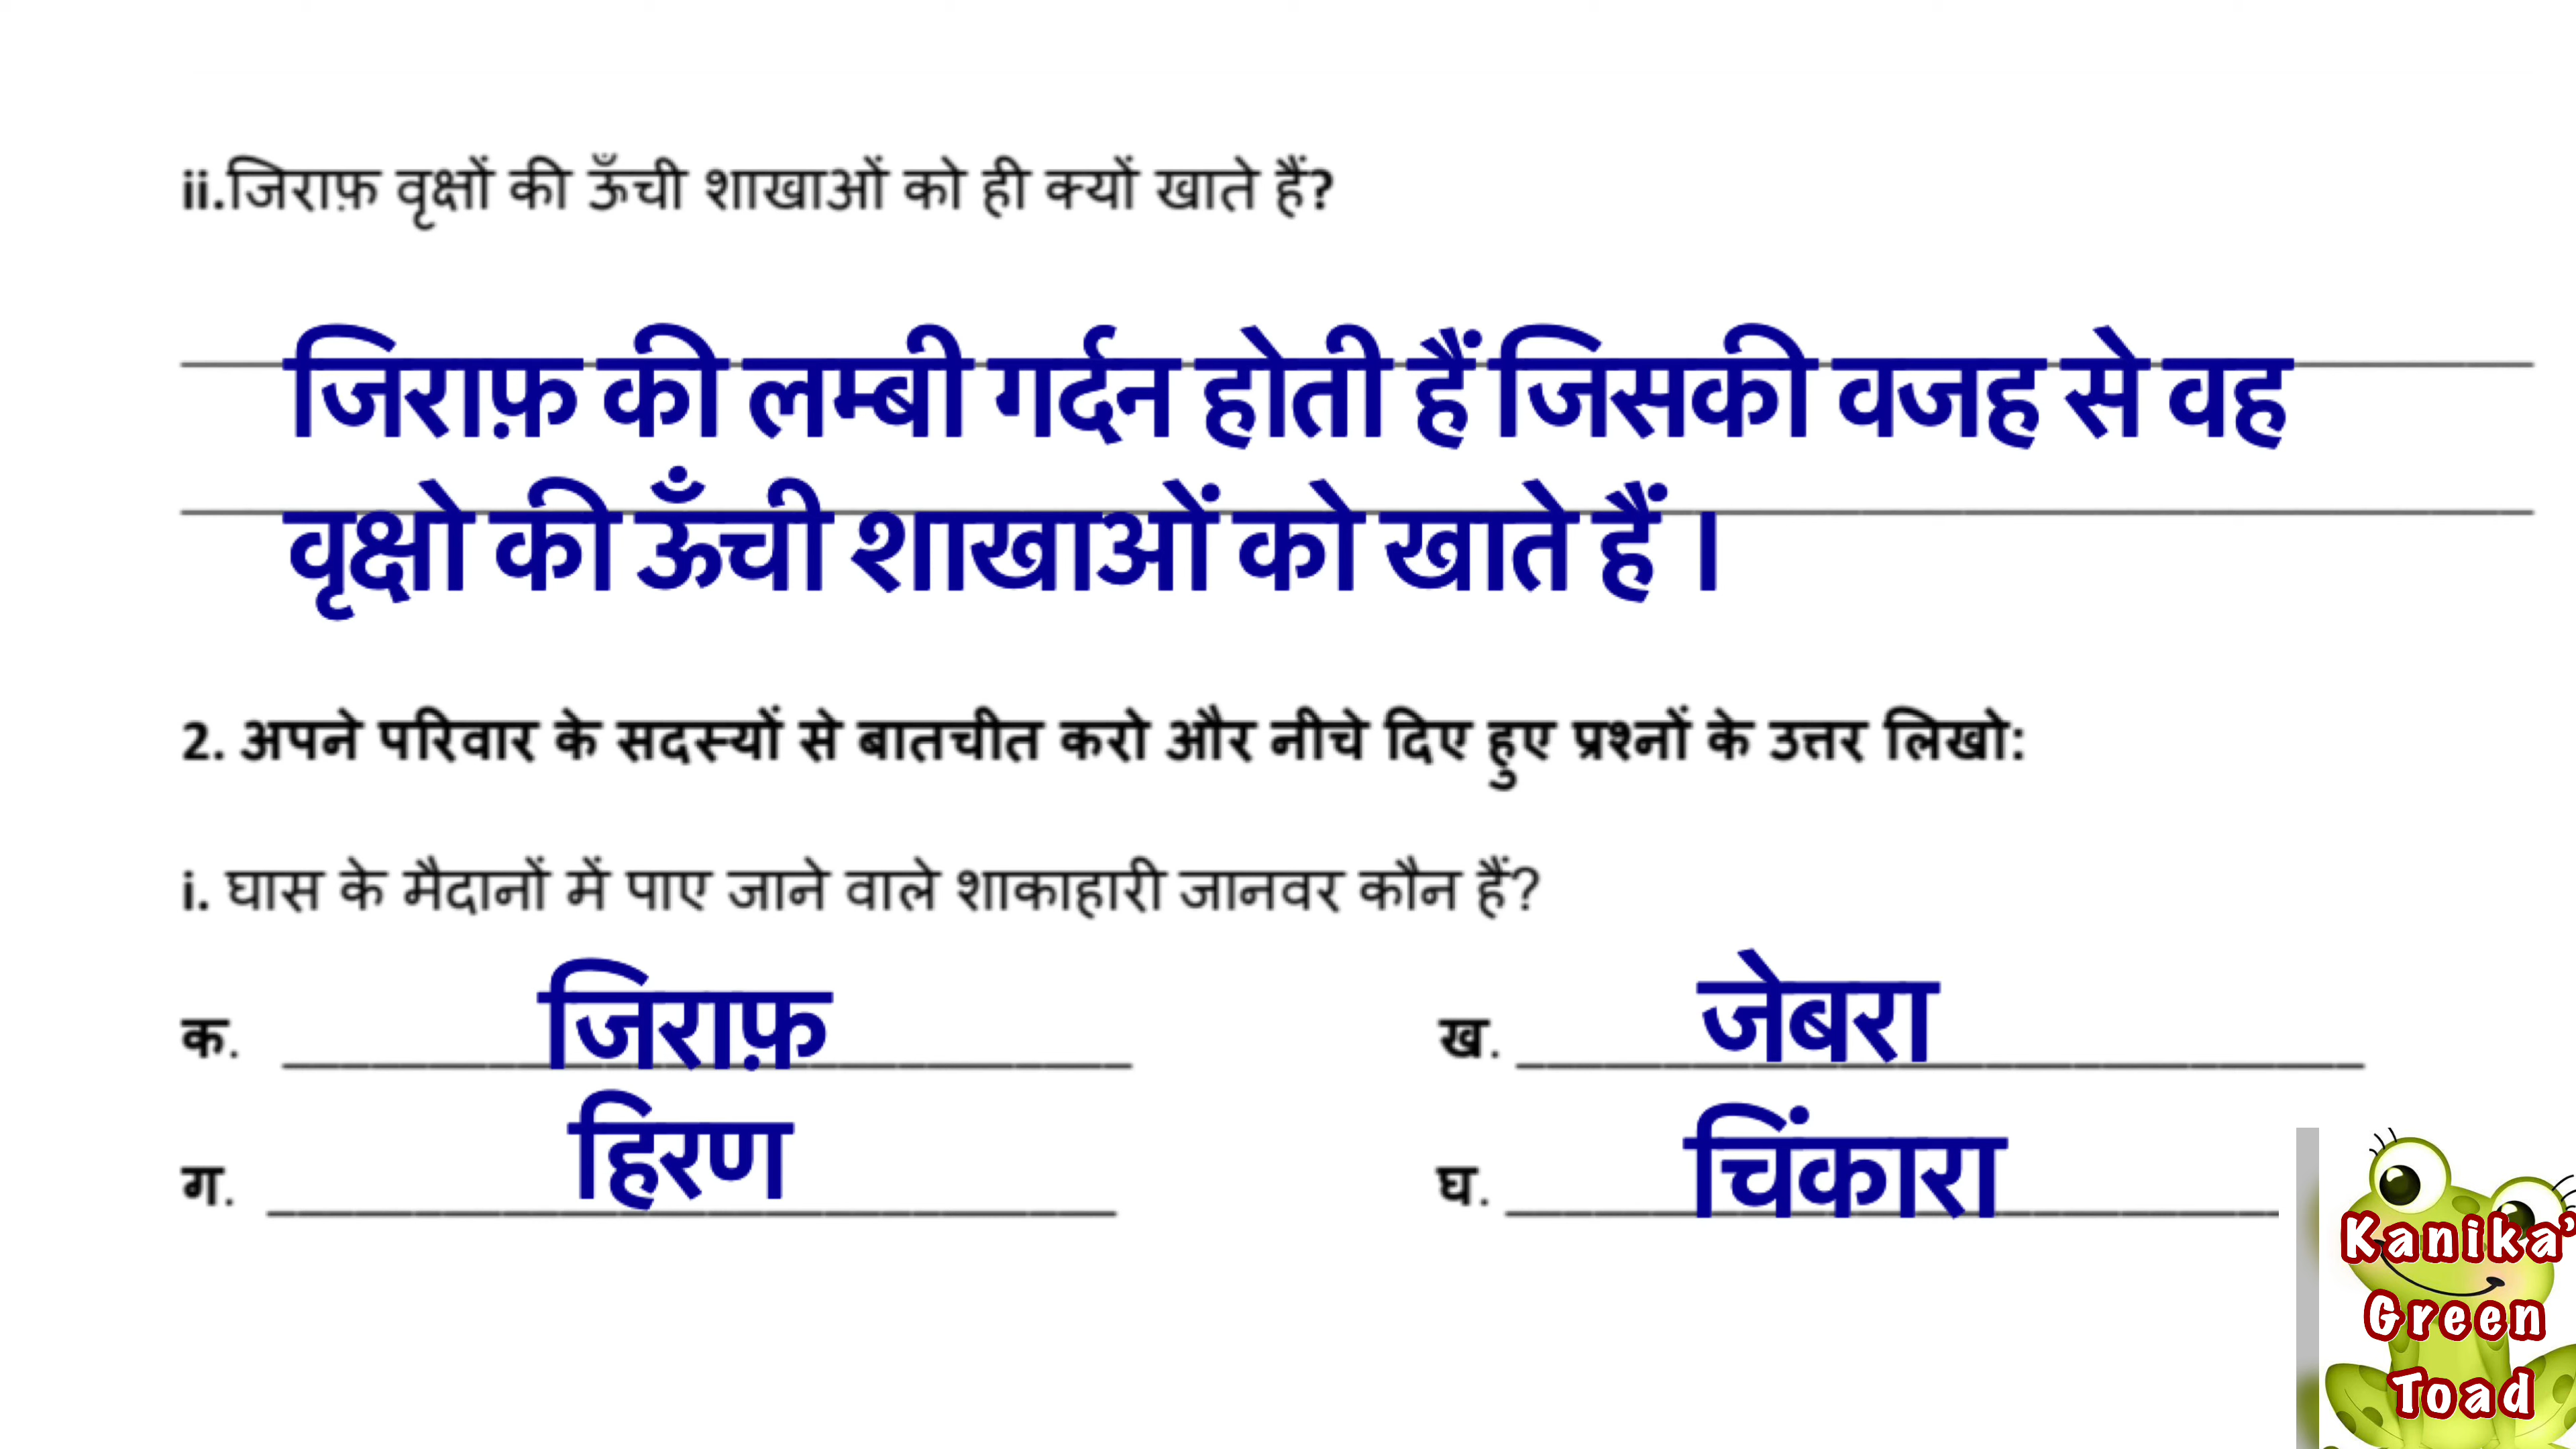 ii.जिराफ़ वृक्षों की ऊँची शाखाओं को ही क्यों खाते हैं?
जिराफ़ की लम्बी गर्दन होती हैं जिसकी वजह से वह
वृक्षो की ऊँची शाखाओं को खाते हैं ।
2. अपने परिवार के सदस्यों से बातचीत करो और नीचे दिए हुए प्रश्नों के उत्तर लिखो:
i. घास के मैदानों में पाए जाने वाले शाकाहारी जानवर कौन हैं?
क. जिराफ़ ख. जेबरा
ग. हिरण घ. चिंकारा
Kanika'
Green
Toad